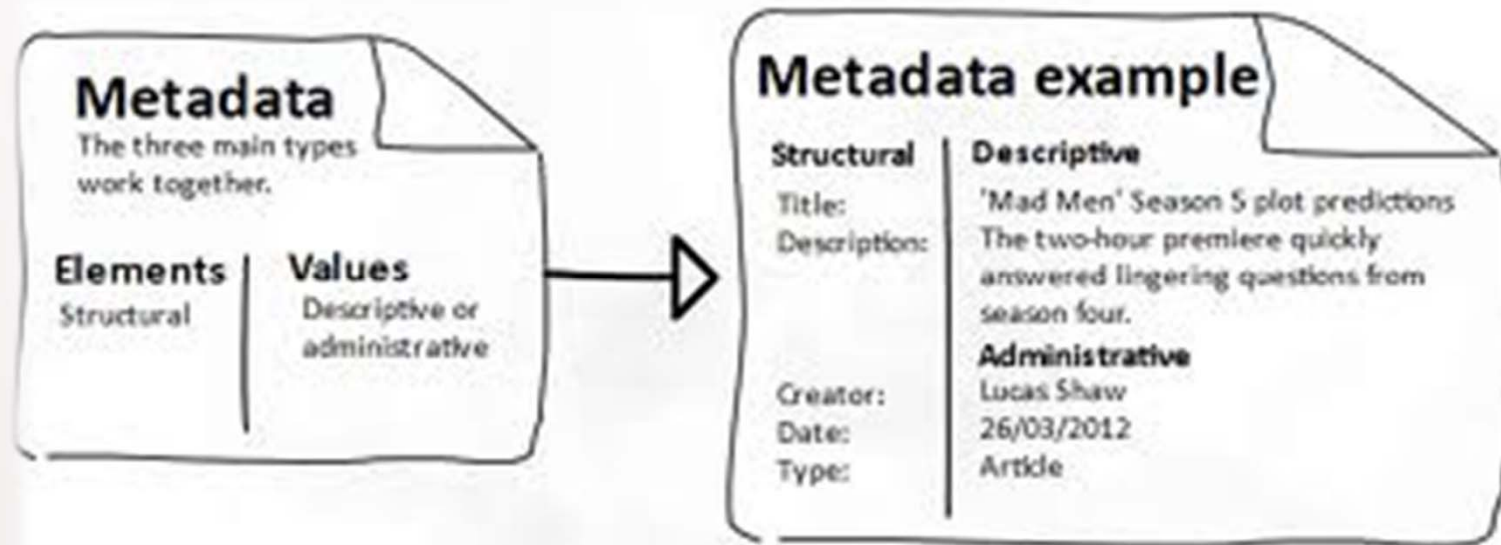 Metadata
The three main types
work together.
Elements
Values
Structural
Descriptive or
administrative
Metadata example
Structural
Descriptive
Title:
'Mad Men' Season 5 plot predictions
Description:
The two-hour premiere quickly
answered lingering questions from
season four.
Administrative
Creator:
Lucas Shaw
Date:
26/03/2012
Type:
Article